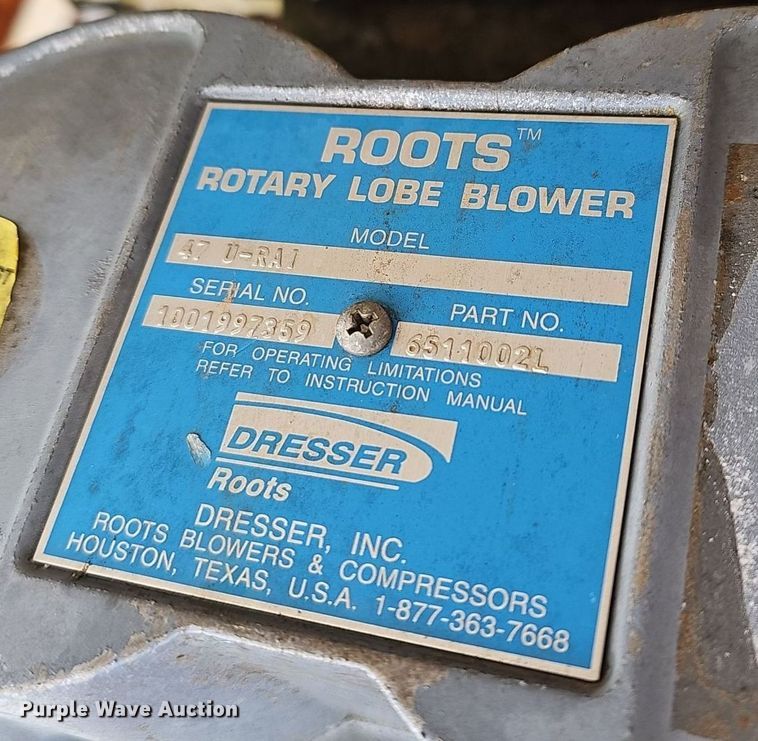 ROOTS™
ROTARY LOBE BLOWER
MODEL
47 U-RAI
SERIAL NO.
PART NO.
1001997359
6511002L
FOR OPERATING LIMITATIONS
REFER TO INSTRUCTION MANUAL
DRESSER
Roots
DRESSER, INC.
ROOTS BLOWERS & COMPRESSORS
HOUSTON, TEXAS, U.S.A. 1-877-363-7668
Purple Wave Auction